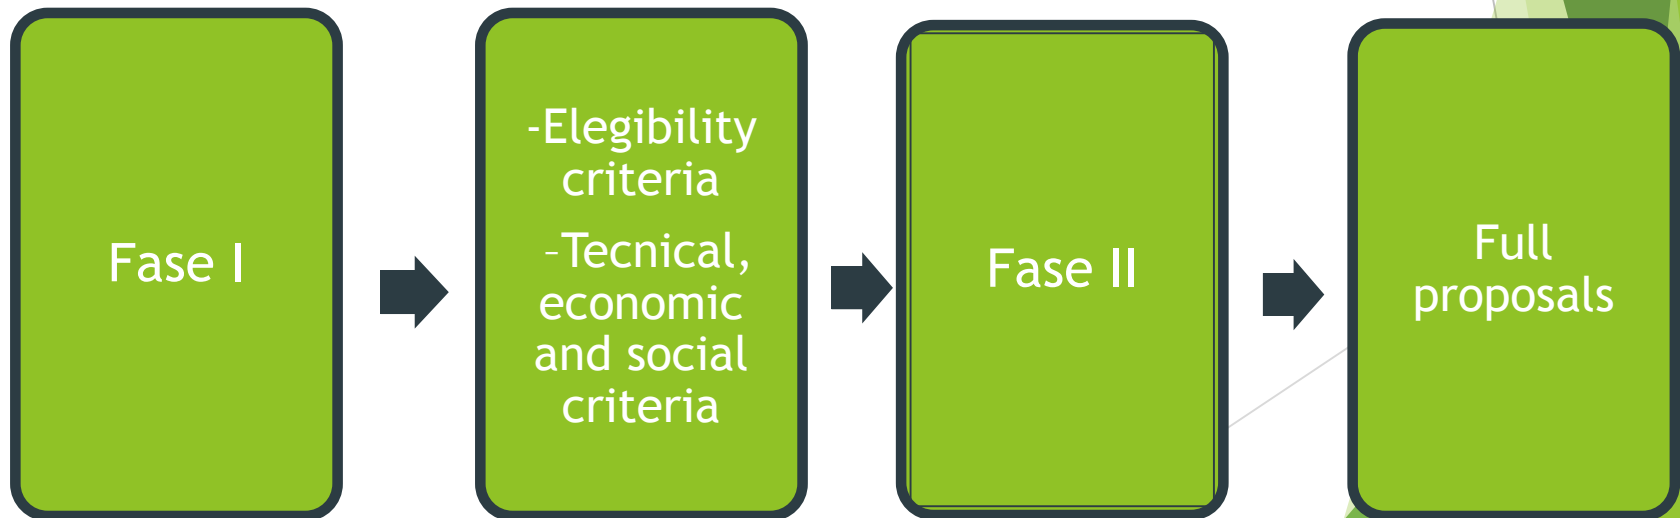 Fase I
-Elegibility
criteria
–Tecnical,
economic
and social
criteria
Fase II
Full
proposals